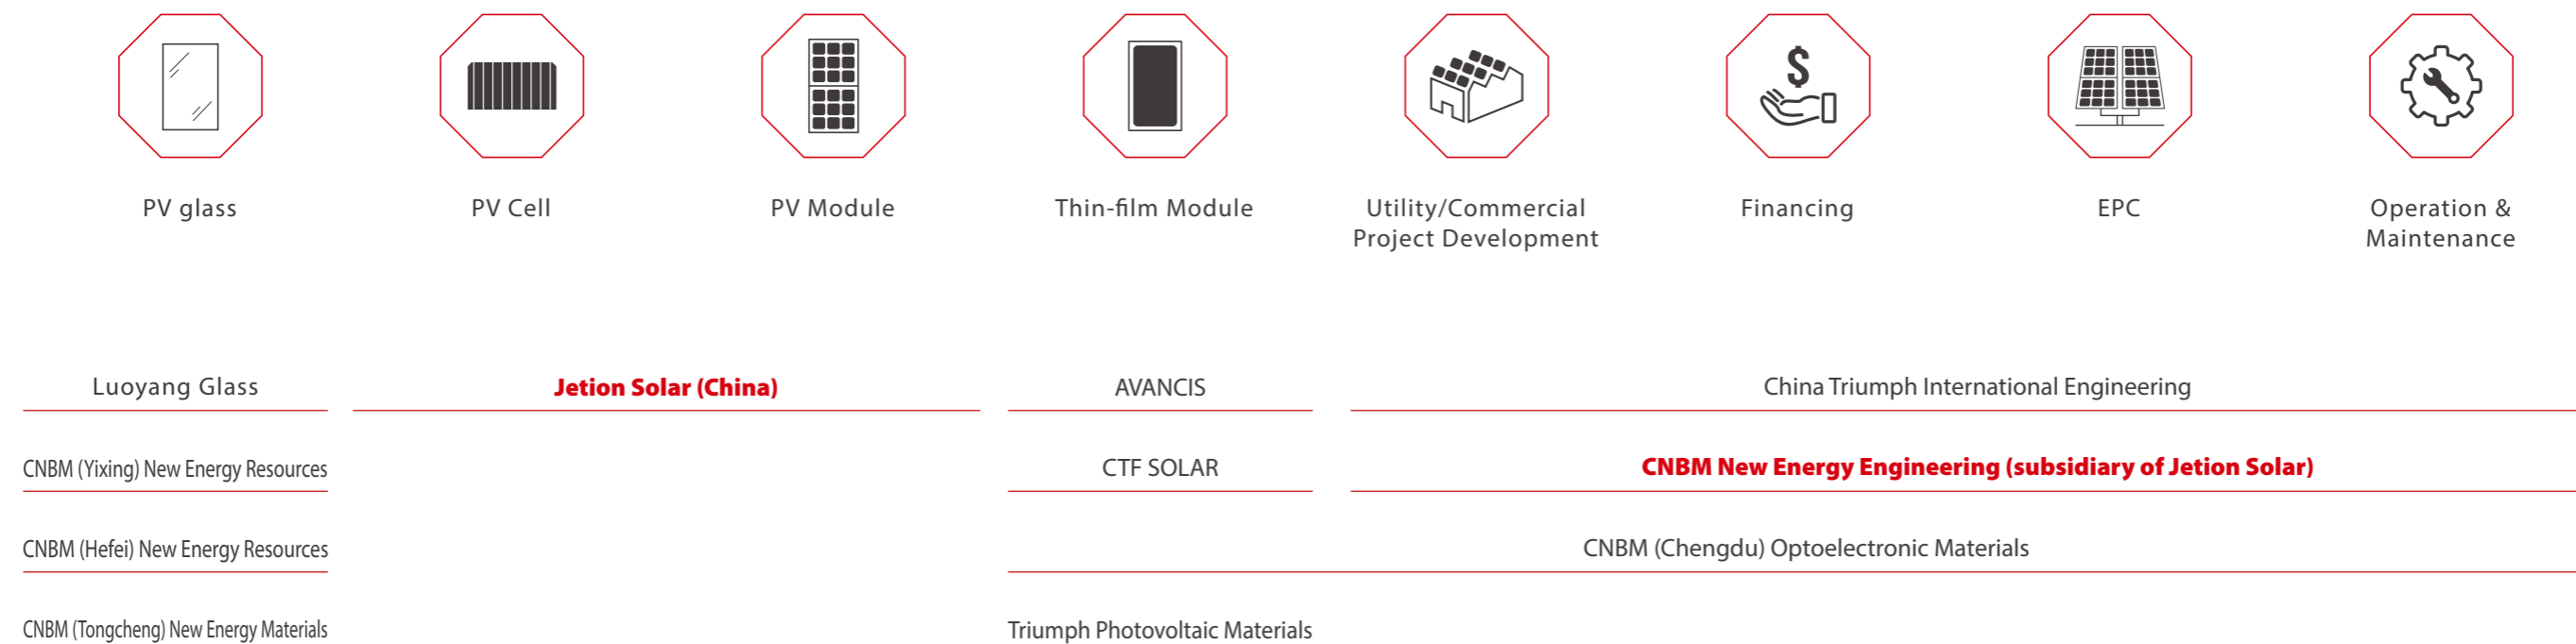 PV glass
PV Cell
PV Module
Thin-film Module
Utility/Commercial
Project Development
Financing
EPC
Operation &
Maintenance
Luoyang Glass
Jetion Solar (China)
AVANCIS
China Triumph International Engineering
CNBM (Yixing) New Energy Resources
CTF SOLAR
CNBM New Energy Engineering (subsidiary of Jetion Solar)
CNBM (Hefei) New Energy Resources
CNBM (Chengdu) Optoelectronic Materials
CNBM (Tongcheng) New Energy Materials
Triumph Photovoltaic Materials